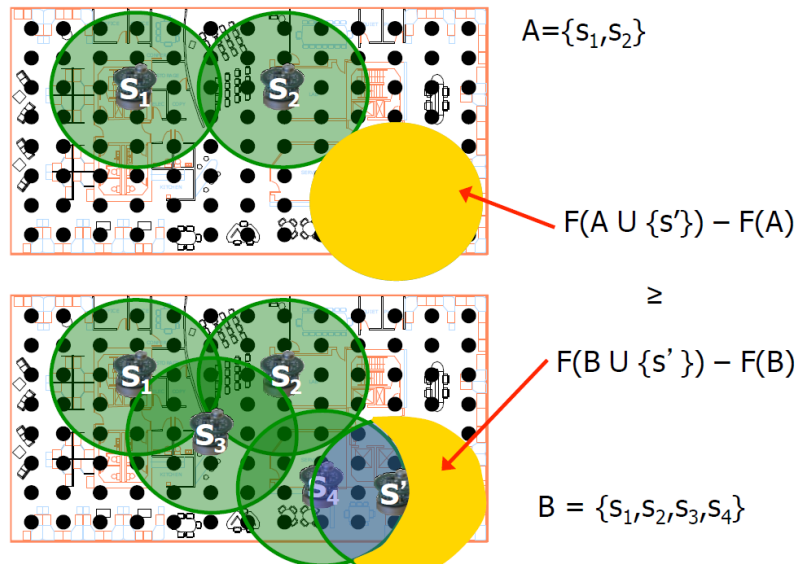 A={s₁,s₂}
S₁
S₂
F(A U {s'}) – F(A)
≥
S₁
S₂
F(B U {s' }) – F(B)
S₃
S₄
S'
B = {s₁,s₂,s₃,s₄}